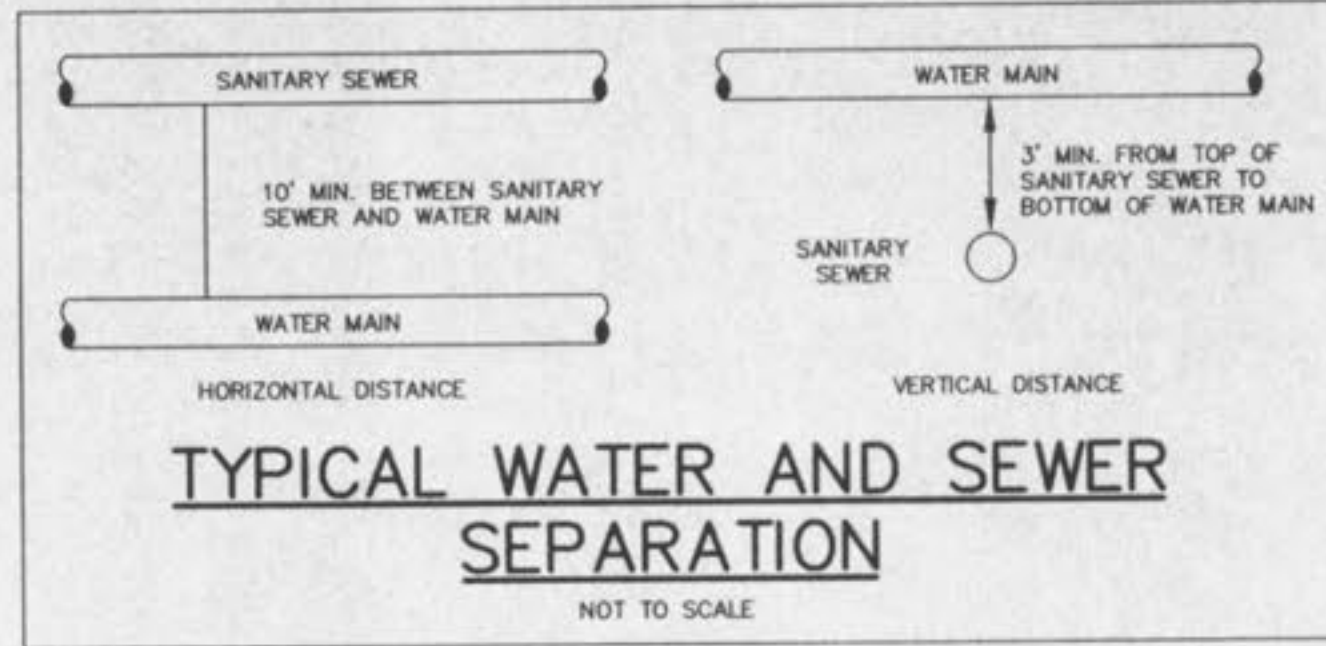 SANITARY SEWER
10' MIN. BETWEEN SANITARY
SEWER AND WATER MAIN
WATER MAIN
HORIZONTAL DISTANCE
WATER MAIN
3' MIN. FROM TOP OF
SANITARY SEWER TO
BOTTOM OF WATER MAIN
SANITARY
SEWER
VERTICAL DISTANCE
TYPICAL WATER AND SEWER
SEPARATION
NOT TO SCALE